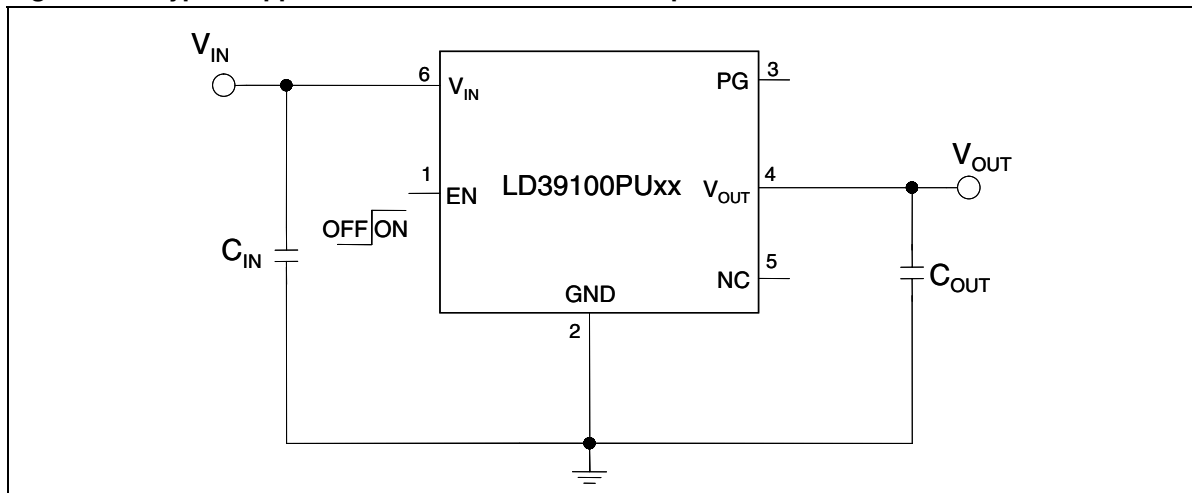 V_IN
6
V_IN
PG
3
1
EN
LD39100PUxx
V_OUT
4
V_OUT
OFF ON
C_IN
NC
5
C_OUT
GND
2